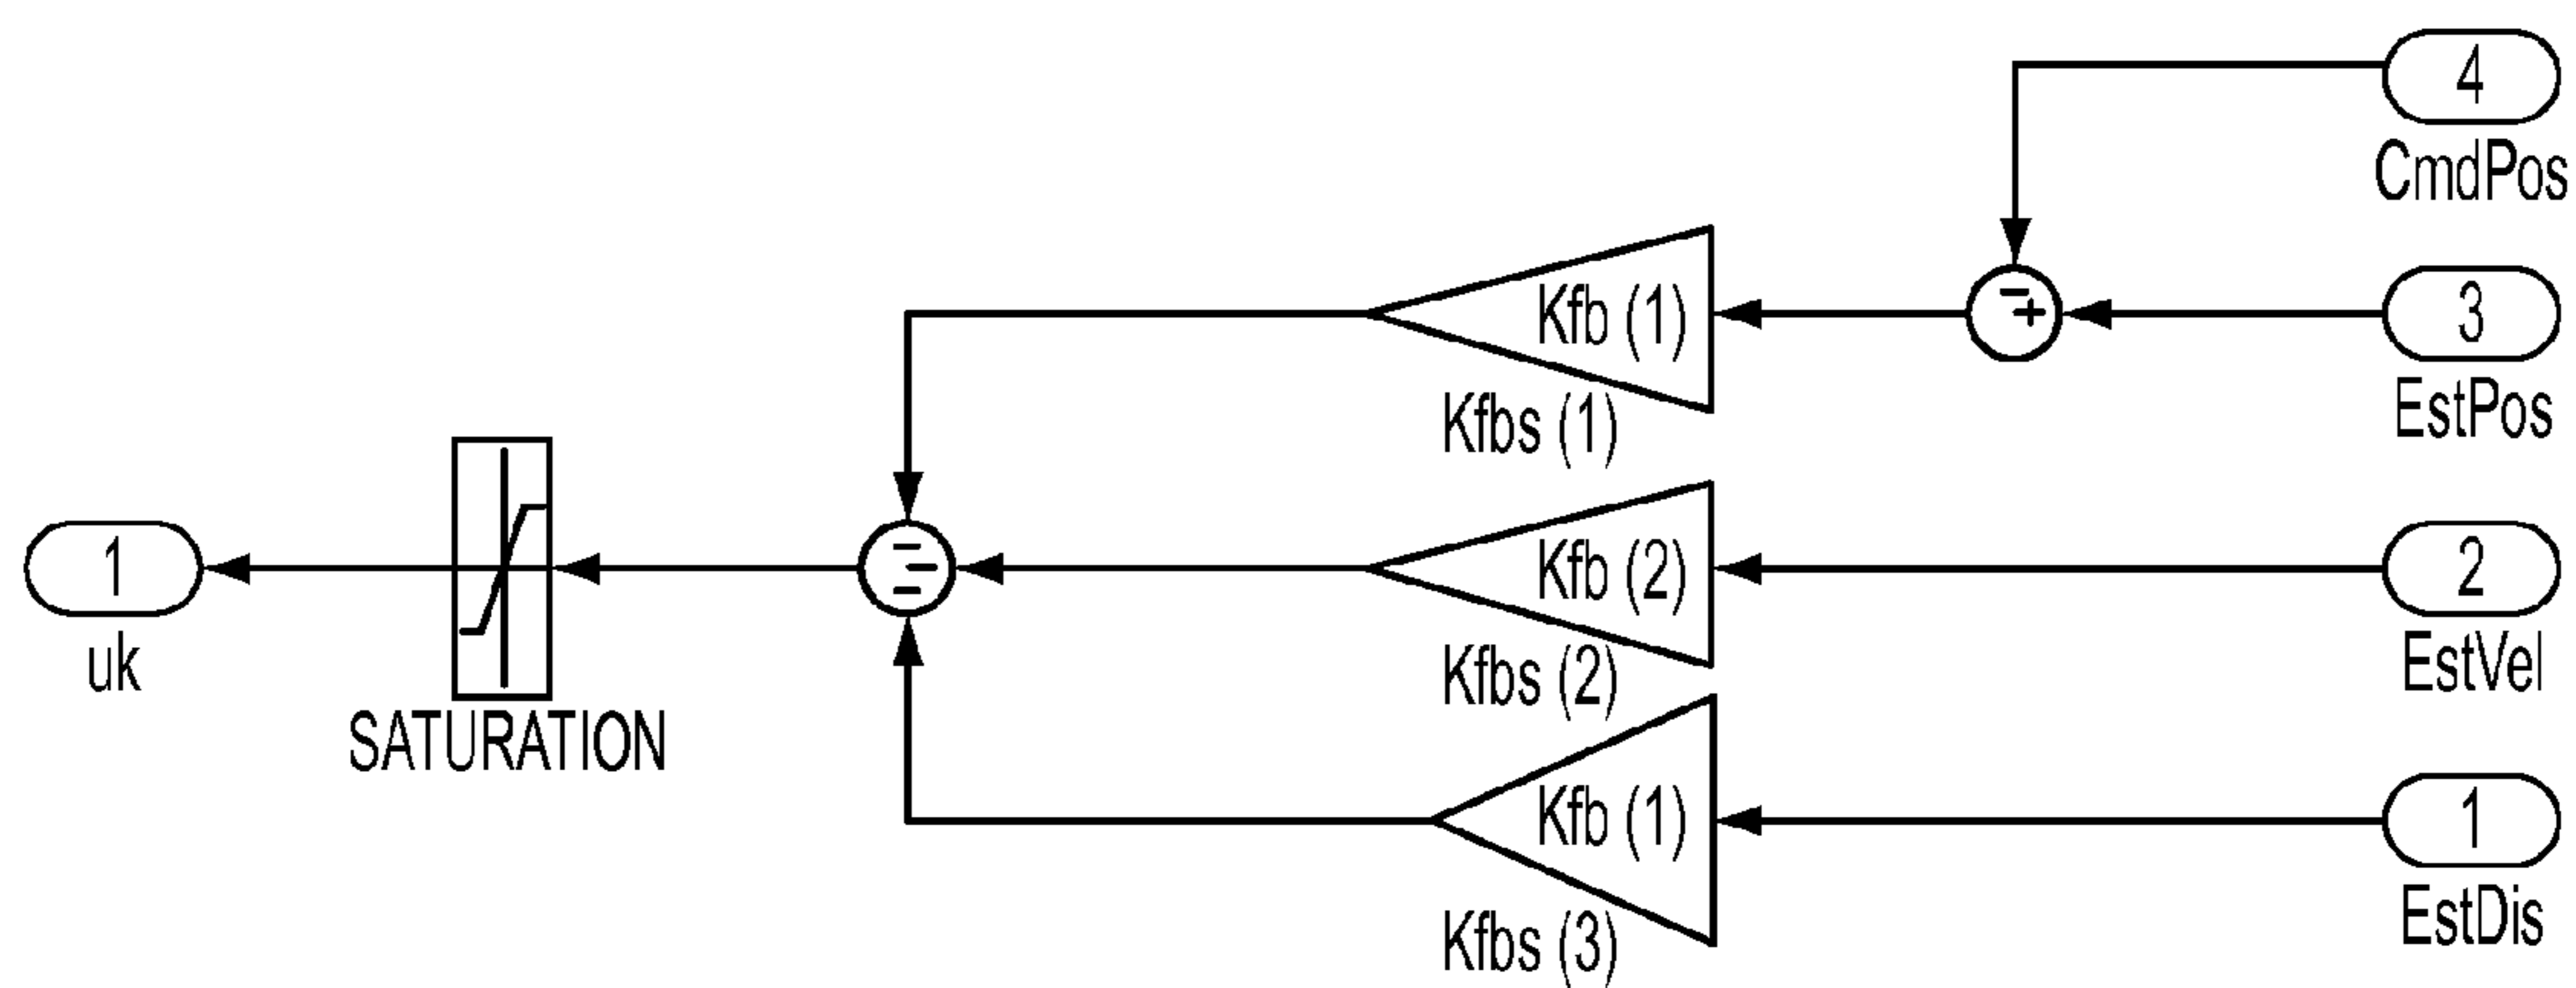 4
CmdPos
Kfb (1)
- +
3
Kfbs (1)
EstPos
1
uk
SATURATION
- - -
Kfb (2)
Kfbs (2)
2
EstVel
Kfb (1)
Kfbs (3)
1
EstDis